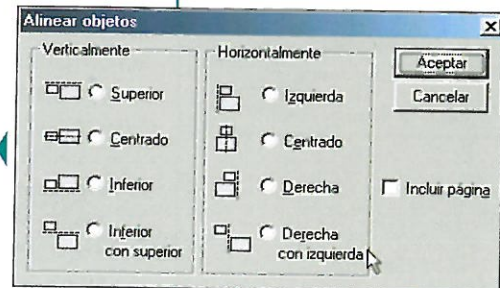 Alinear objetos
Verticalmente
Superior
Centrado
Inferior
Inferior
con superior
Horizontalmente
Izquierda
Centrado
Derecha
Derecha
con izquierda
Aceptar
Cancelar
Incluir página